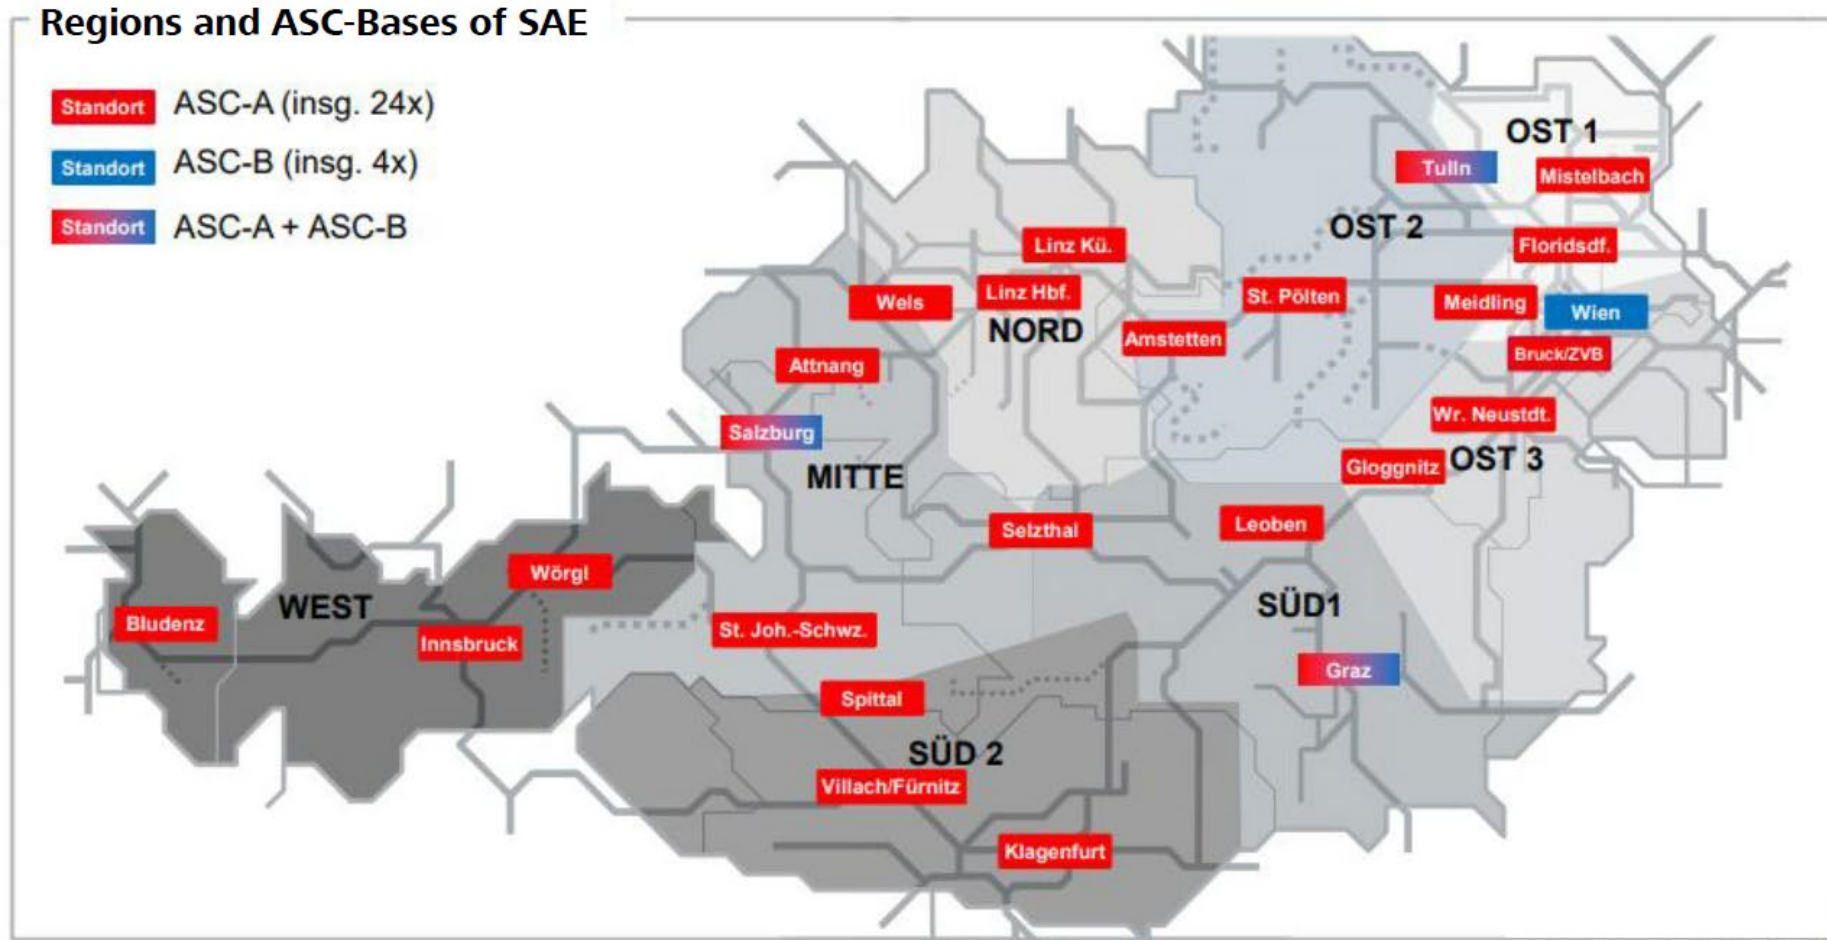 Regions and ASC-Bases of SAE
Standort ASC-A (insg. 24x)
Standort ASC-B (insg. 4x)
Standort ASC-A + ASC-B
OST 1
Tulln
Mistelbach
OST 2
Linz Kü.
Floridsdf.
Wels
Linz Hbf.
St. Pölten
Meidling
Wien
NORD
Amstetten
Bruck/ZVB
Attnang
Wr. Neustdt.
Salzburg
MITTE
Gloggnitz
OST 3
Selzthal
Leoben
Wörgl
WEST
SÜD1
Bludenz
Innsbruck
St. Joh.-Schwz.
Graz
Spittal
SÜD 2
Villach/Fürnitz
Klagenfurt